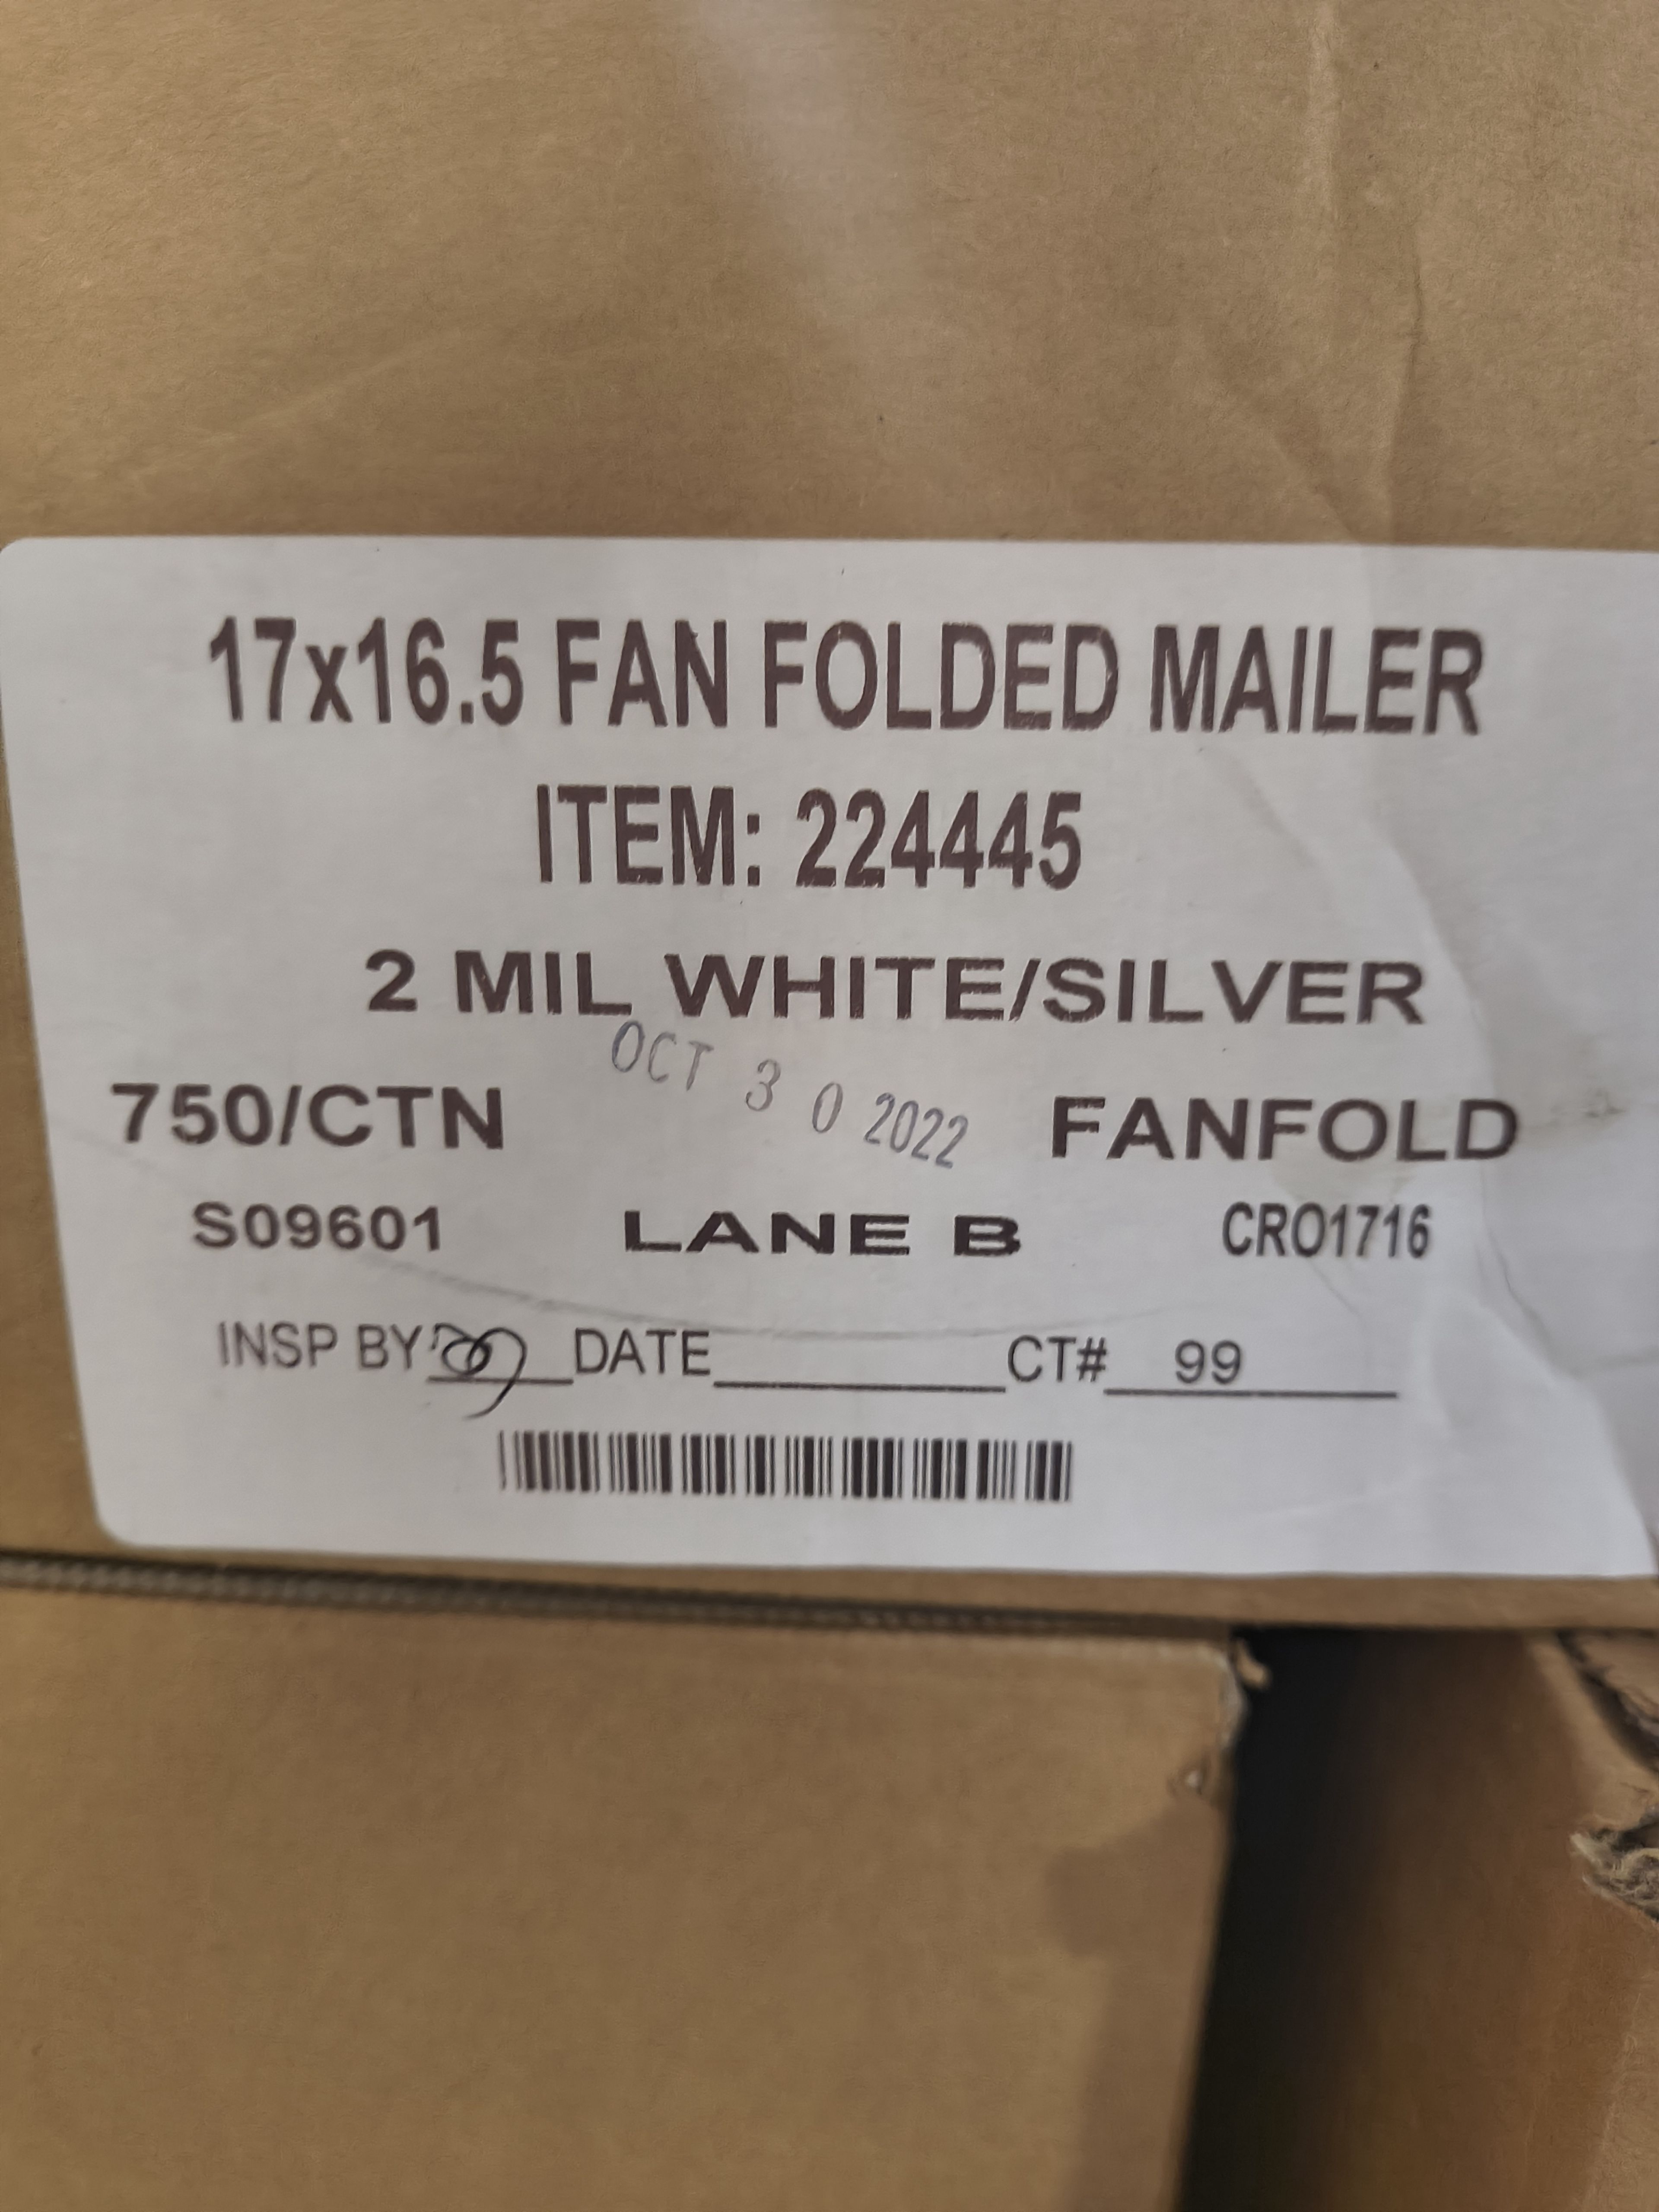 17x16.5 FAN FOLDED MAILER
ITEM: 224445
2 MIL WHITE/SILVER
OCT 30 2022
750/CTN FANFOLD
S09601 LANE B CRO1716
INSP BY DATE CT# 99